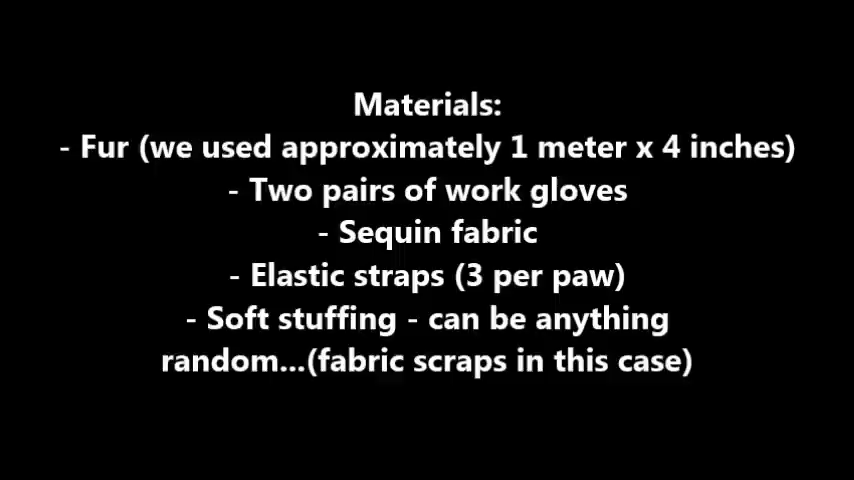 Materials:
- Fur (we used approximately 1 meter x 4 inches)
- Two pairs of work gloves
- Sequin fabric
- Elastic straps (3 per paw)
- Soft stuffing - can be anything
random...(fabric scraps in this case)